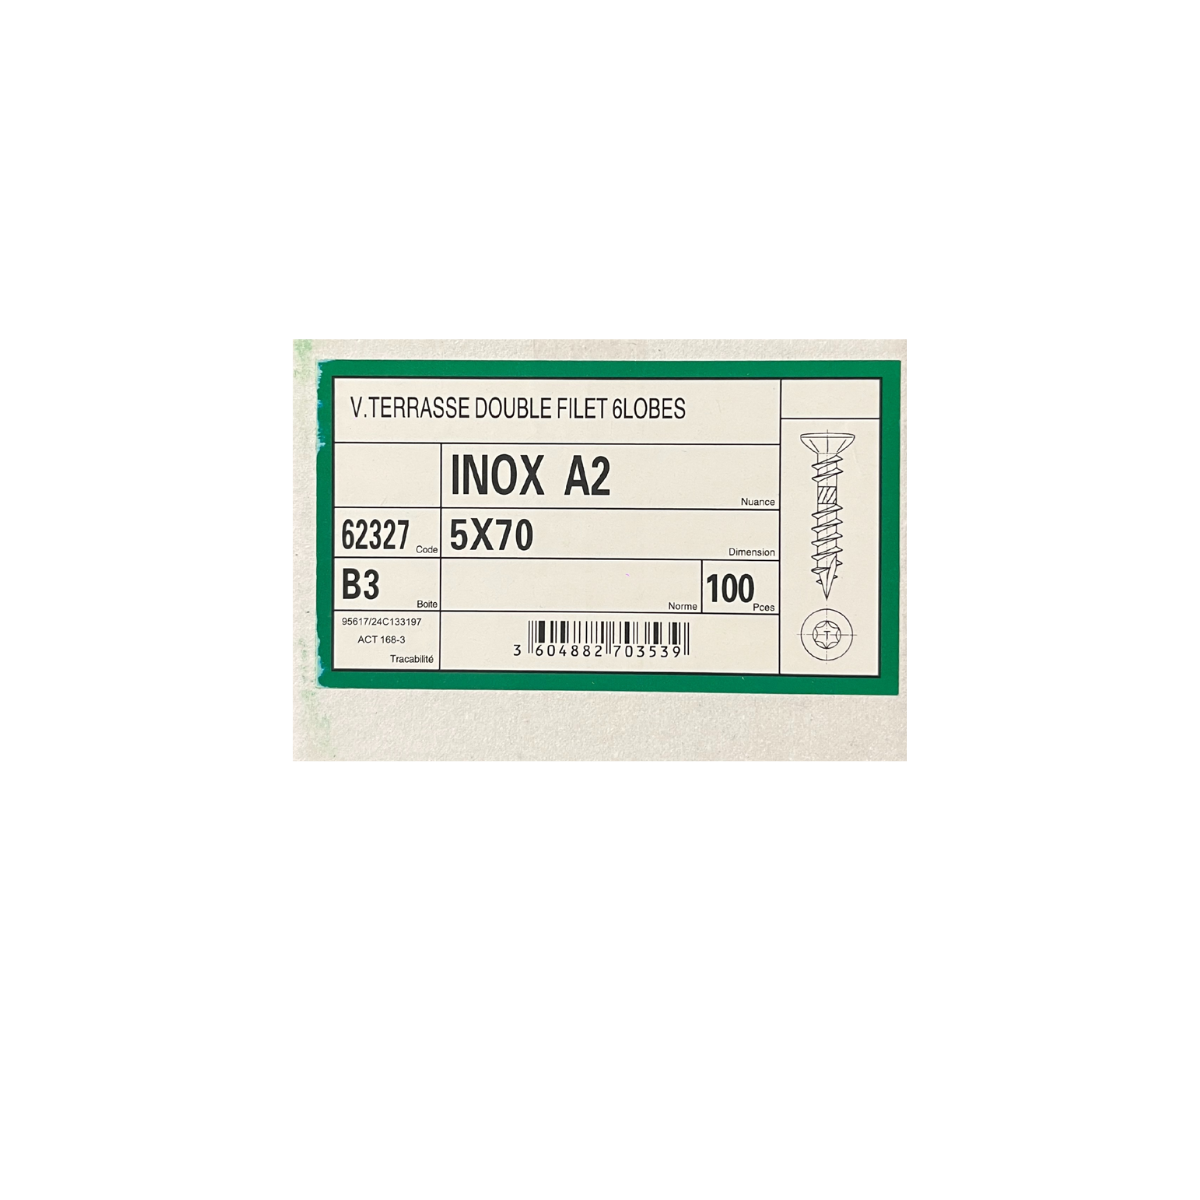 V.TERRASSE DOUBLE FILET 6LOBES
INOX A2
Nuance
62327 Code
5X70
Dimension
B3
Boite
Norme
100
Pces
95617/24C133197
ACT 168-3
Tracabilité
3 604882 703539
T